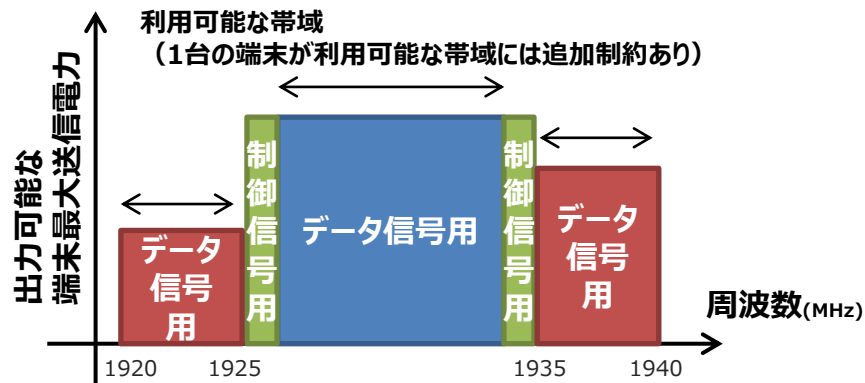 利用可能な帯域
（1台の端末が利用可能な帯域には追加制約あり）
出力可能な
端末最大送信電力
データ
信号
用
制御信号用
データ信号用
制御信号用
データ
信号
用
周波数(MHz)
1920
1925
1935
1940